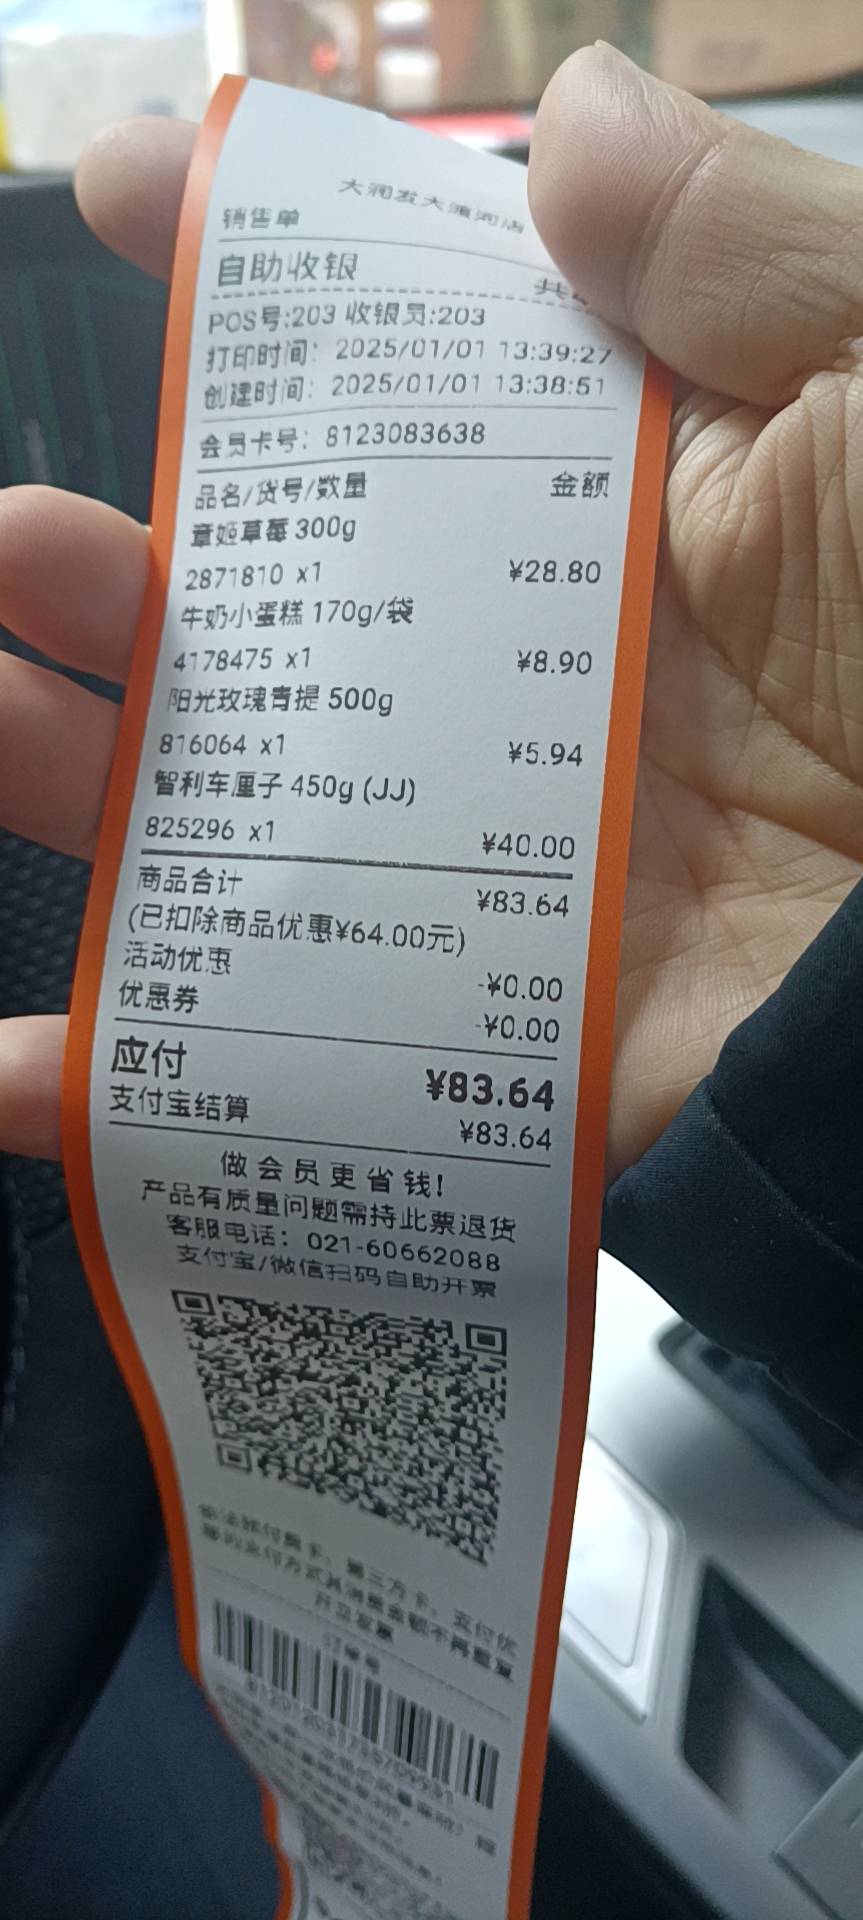 大润发大渡河店
销售单
自助收银
共4
POS号:203 收银员:203
打印时间: 2025/01/01 13:39:27
创建时间: 2025/01/01 13:38:51
会员卡号: 8123083638
品名/货号/数量 金额
章姬草莓 300g
2871810 x1 ¥28.80
牛奶小蛋糕 170g/袋
4178475 x1 ¥8.90
阳光玫瑰青提 500g
816064 x1 ¥5.94
智利车厘子 450g (JJ)
825296 x1 ¥40.00
商品合计 ¥83.64
(已扣除商品优惠¥64.00元)
活动优惠 -¥0.00
优惠券 -¥0.00
应付 ¥83.64
支付宝结算 ¥83.64
做会员更省钱!
产品有质量问题需持此票退货
客服电话: 021-60662088
支付宝/微信扫码自助开票
开立发票
订单号